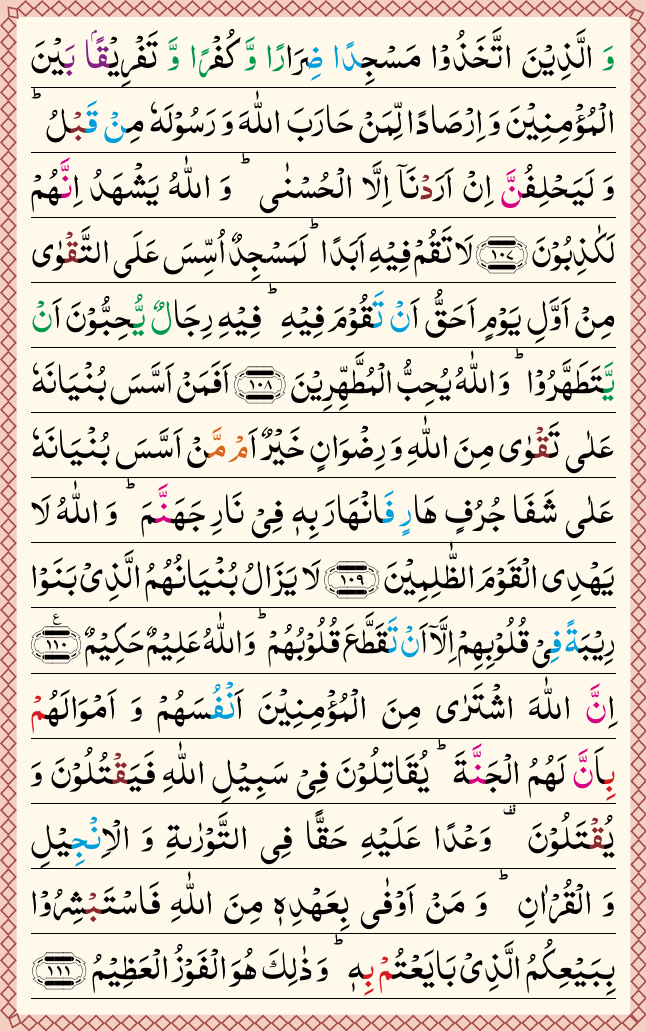 وَ الَّذِيْنَ اتَّخَذُوْا مَسْجِدًا ضِرَارًا وَّ كُفْرًا وَّ تَفْرِيْقًۢا بَيْنَ
الْمُؤْمِنِيْنَ وَ اِرْصَادًا لِّمَنْ حَارَبَ اللّٰهَ وَ رَسُوْلَهٗ مِنْ قَبْلُ ؕ
وَ لَيَحْلِفُنَّ اِنْ اَرَدْنَاۤ اِلَّا الْحُسْنٰى ؕ وَ اللّٰهُ يَشْهَدُ اِنَّهُمْ
لَكٰذِبُوْنَ ۝۱۰۷ لَا تَقُمْ فِيْهِ اَبَدًا ؕ لَمَسْجِدٌ اُسِّسَ عَلَى التَّقْوٰى
مِنْ اَوَّلِ يَوْمٍ اَحَقُّ اَنْ تَقُوْمَ فِيْهِ ؕ فِيْهِ رِجَالٌ يُّحِبُّوْنَ اَنْ
يَّتَطَهَّرُوْا ؕ وَ اللّٰهُ يُحِبُّ الْمُطَّهِّرِيْنَ ۝۱۰۸ اَفَمَنْ اَسَّسَ بُنْيَانَهٗ
عَلٰى تَقْوٰى مِنَ اللّٰهِ وَ رِضْوَانٍ خَيْرٌ اَمْ مَّنْ اَسَّسَ بُنْيَانَهٗ
عَلٰى شَفَا جُرُفٍ هَارٍ فَانْهَارَ بِهٖ فِيْ نَارِ جَهَنَّمَ ؕ وَ اللّٰهُ لَا
يَهْدِى الْقَوْمَ الظّٰلِمِيْنَ ۝۱۰۹ لَا يَزَالُ بُنْيَانُهُمُ الَّذِيْ بَنَوْا
رِيْبَةً فِيْ قُلُوْبِهِمْ اِلَّاۤ اَنْ تَقَطَّعَ قُلُوْبُهُمْ ؕ وَ اللّٰهُ عَلِيْمٌ حَكِيْمٌ ۝۱۱۰ ع
اِنَّ اللّٰهَ اشْتَرٰى مِنَ الْمُؤْمِنِيْنَ اَنْفُسَهُمْ وَ اَمْوَالَهُمْ
بِاَنَّ لَهُمُ الْجَنَّةَ ؕ يُقَاتِلُوْنَ فِيْ سَبِيْلِ اللّٰهِ فَيَقْتُلُوْنَ وَ
يُقْتَلُوْنَ قف وَعْدًا عَلَيْهِ حَقًّا فِى التَّوْرٰىةِ وَ الْاِنْجِيْلِ
وَ الْقُرْاٰنِ ؕ وَ مَنْ اَوْفٰى بِعَهْدِهٖ مِنَ اللّٰهِ فَاسْتَبْشِرُوْا
بِبَيْعِكُمُ الَّذِيْ بَايَعْتُمْ بِهٖ ؕ وَ ذٰلِكَ هُوَ الْفَوْزُ الْعَظِيْمُ ۝۱۱۱